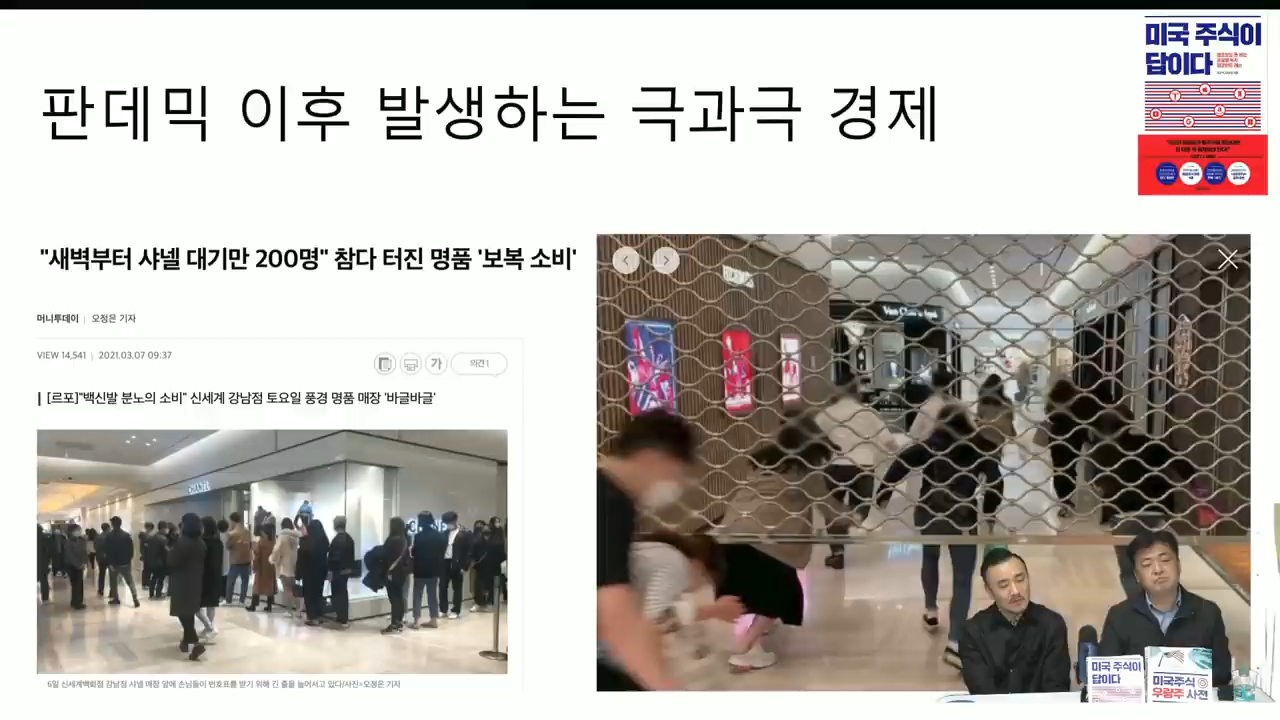 판데믹 이후 발생하는 극과극 경제
미국 주식이
답이다
"새벽부터 샤넬 대기만 200명" 참다 터진 명품 '보복 소비'
머니투데이 | 오정은 기자
VIEW 14,541 | 2021.03.07 09:37
가
의견 1
[르포]"백신발 분노의 소비" 신세계 강남점 토요일 풍경 명품 매장 '바글바글'
CHANEL
6일 신세계백화점 강남점 샤넬 매장 앞에 손님들이 번호표를 받기 위해 긴 줄을 늘어서고 있다/사진=오정은 기자
Van Cleef & Arpels
미국 주식이
답이다
미국주식
우량주 사전